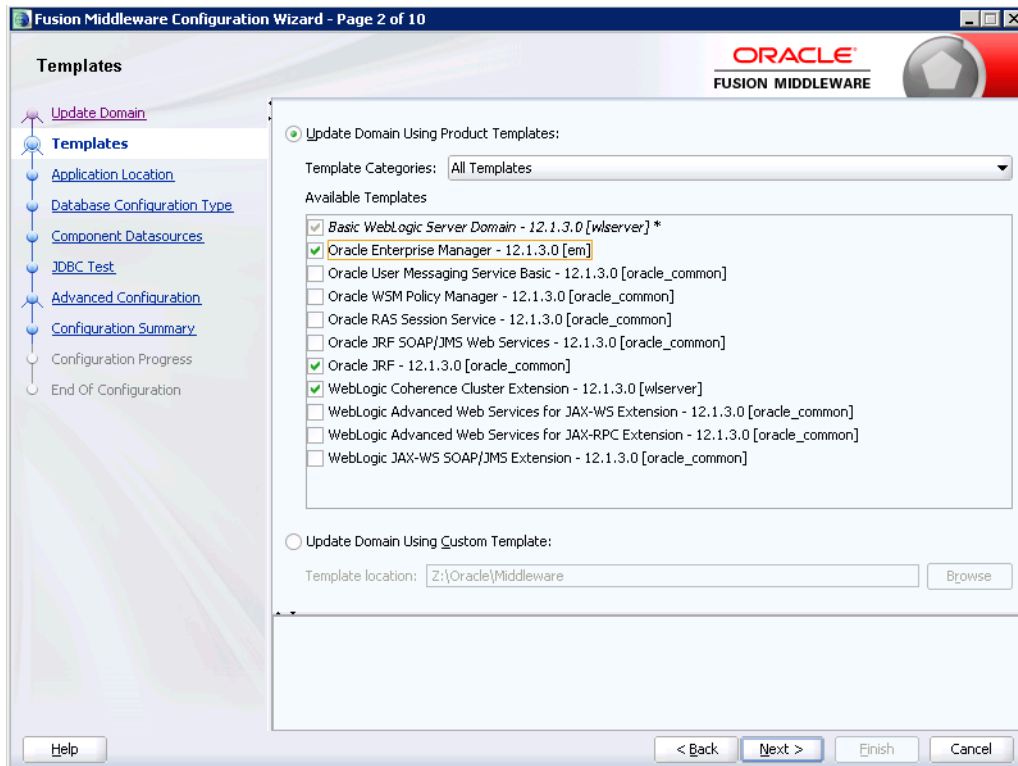 Fusion Middleware Configuration Wizard - Page 2 of 10
Templates
ORACLE
FUSION MIDDLEWARE
Update Domain
Templates
Application Location
Database Configuration Type
Component Datasources
JDBC Test
Advanced Configuration
Configuration Summary
Configuration Progress
End Of Configuration
Update Domain Using Product Templates:
Template Categories: All Templates
Available Templates
Basic WebLogic Server Domain - 12.1.3.0 [wlserver] *
Oracle Enterprise Manager - 12.1.3.0 [em]
Oracle User Messaging Service Basic - 12.1.3.0 [oracle_common]
Oracle WSM Policy Manager - 12.1.3.0 [oracle_common]
Oracle RAS Session Service - 12.1.3.0 [oracle_common]
Oracle JRF SOAP/JMS Web Services - 12.1.3.0 [oracle_common]
Oracle JRF - 12.1.3.0 [oracle_common]
WebLogic Coherence Cluster Extension - 12.1.3.0 [wlserver]
WebLogic Advanced Web Services for JAX-WS Extension - 12.1.3.0 [oracle_common]
WebLogic Advanced Web Services for JAX-RPC Extension - 12.1.3.0 [oracle_common]
WebLogic JAX-WS SOAP/JMS Extension - 12.1.3.0 [oracle_common]
Update Domain Using Custom Template:
Template location: Z:\Oracle\Middleware Browse
Help < Back Next > Finish Cancel